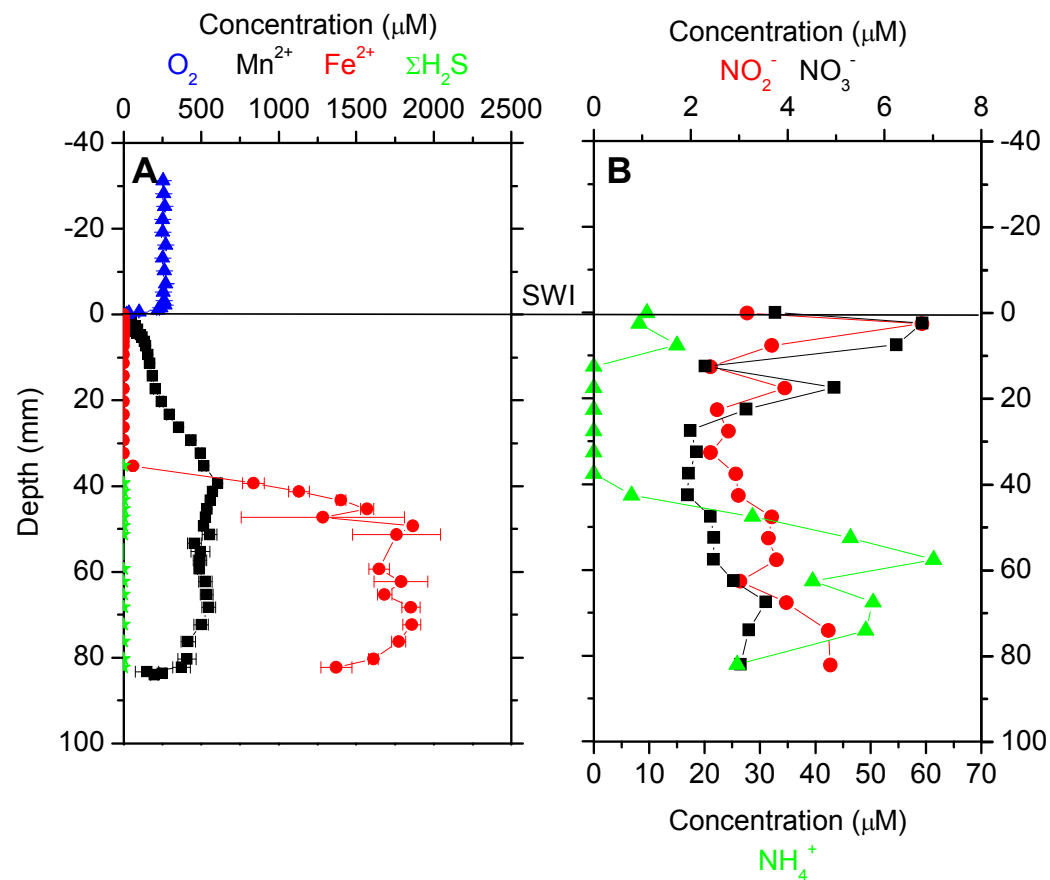 Concentration (μM)
O₂ Mn²⁺ Fe²⁺ ΣH₂S
0 500 1000 1500 2000 2500
-40
-20
0
20
40
60
80
100
Depth (mm)
A
SWI
Concentration (μM)
NO₂⁻ NO₃⁻
0 2 4 6 8
B
-40
-20
0
20
40
60
80
100
0 10 20 30 40 50 60 70
Concentration (μM)
NH₄⁺